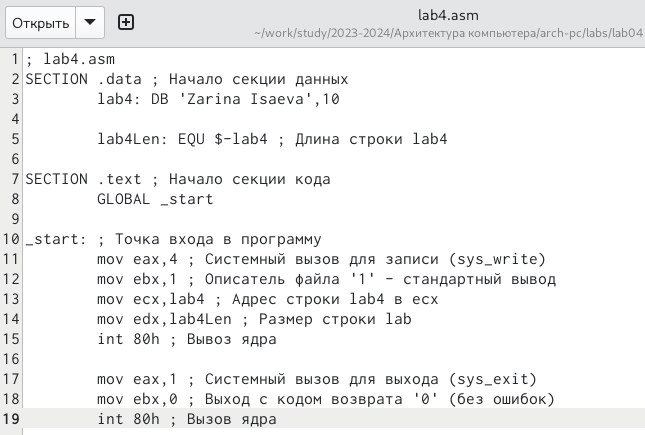 Открыть
lab4.asm
~/work/study/2023-2024/Архитектура компьютера/arch-pc/labs/lab04
1 ; lab4.asm
2 SECTION .data ; Начало секции данных
3 lab4: DB 'Zarina Isaeva',10
4
5 lab4Len: EQU $-lab4 ; Длина строки lab4
6
7 SECTION .text ; Начало секции кода
8 GLOBAL _start
9
10 _start: ; Точка входа в программу
11 mov eax,4 ; Системный вызов для записи (sys_write)
12 mov ebx,1 ; Описатель файла '1' - стандартный вывод
13 mov ecx,lab4 ; Адрес строки lab4 в ecx
14 mov edx,lab4Len ; Размер строки lab
15 int 80h ; Вывоз ядра
16
17 mov eax,1 ; Системный вызов для выхода (sys_exit)
18 mov ebx,0 ; Выход с кодом возврата '0' (без ошибок)
19 int 80h ; Вызов ядра